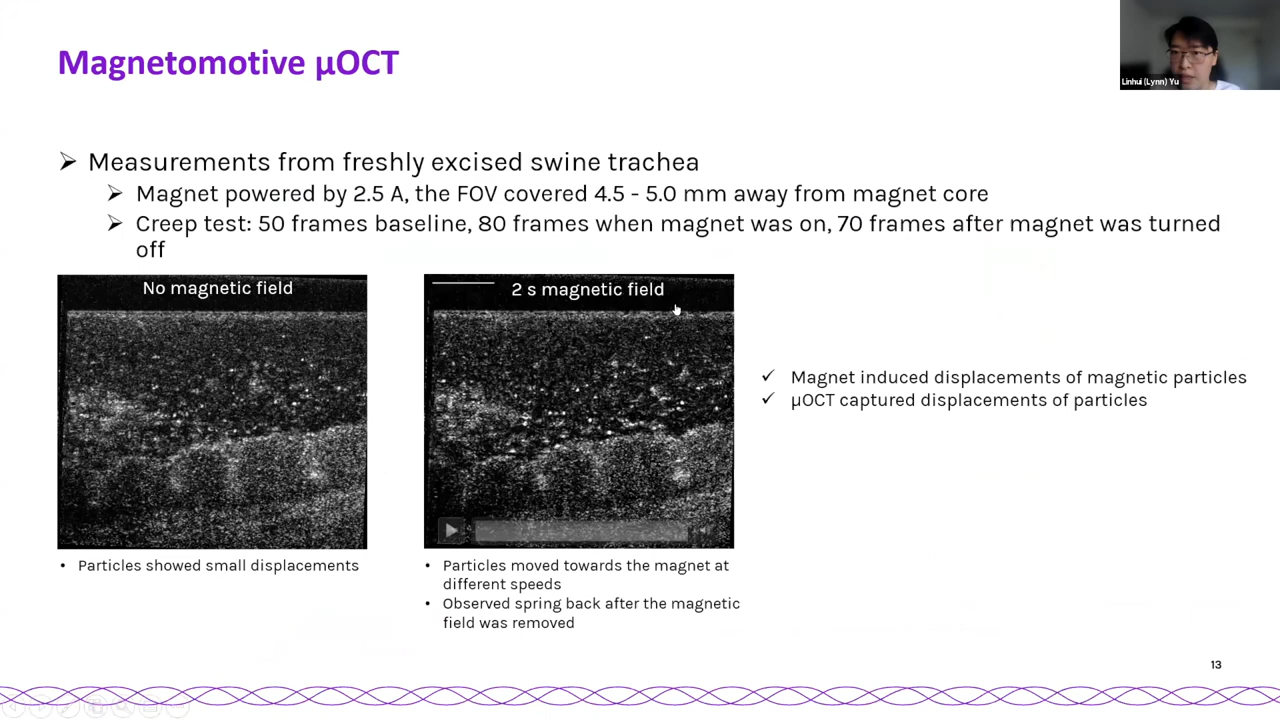 Magnetomotive µOCT
Linhui (Lynn) Yu
Measurements from freshly excised swine trachea
Magnet powered by 2.5 A, the FOV covered 4.5 - 5.0 mm away from magnet core
Creep test: 50 frames baseline, 80 frames when magnet was on, 70 frames after magnet was turned
off
No magnetic field
2 s magnetic field
Magnet induced displacements of magnetic particles
µOCT captured displacements of particles
Particles showed small displacements
Particles moved towards the magnet at
different speeds
Observed spring back after the magnetic
field was removed
13